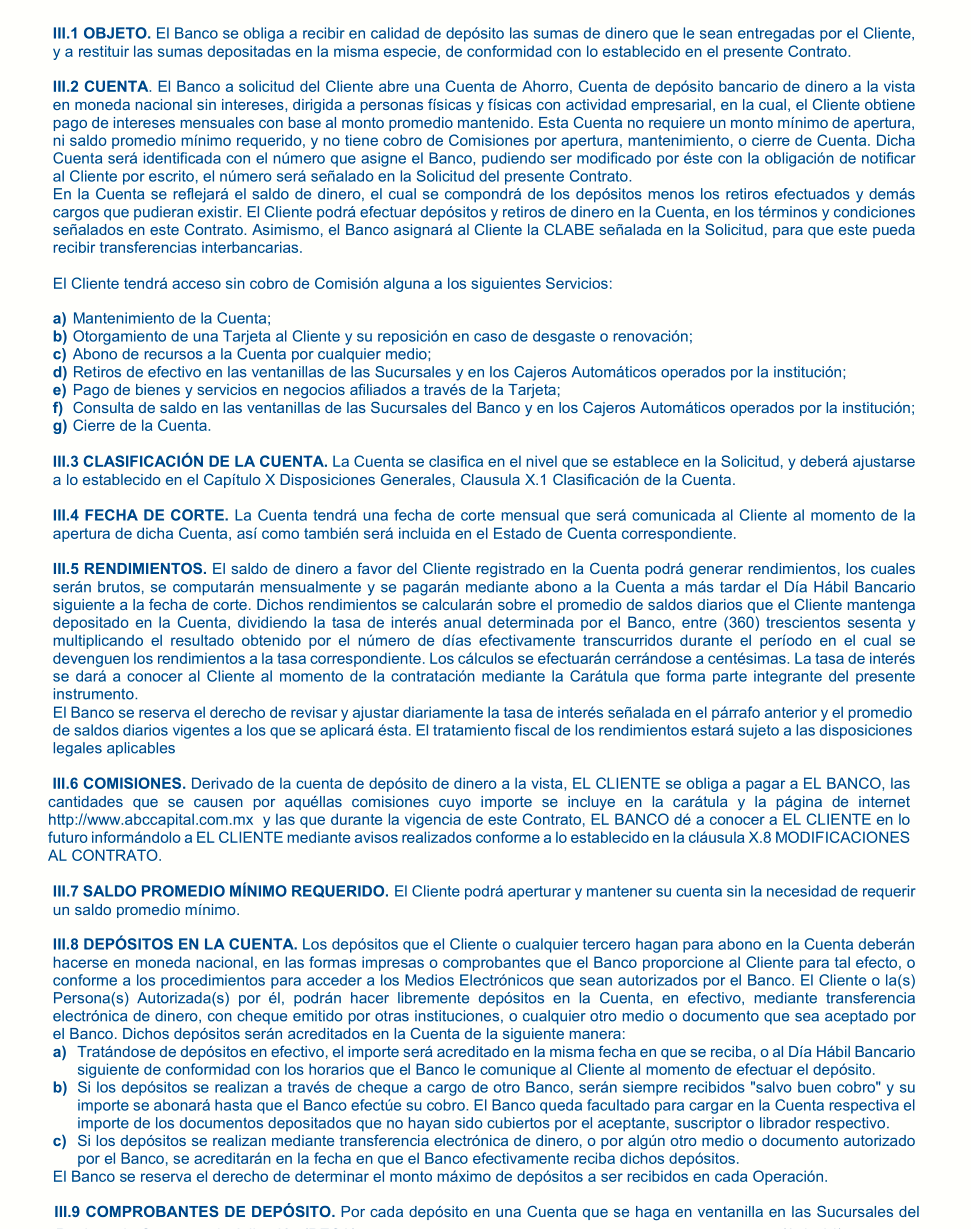 III.1 OBJETO. El Banco se obliga a recibir en calidad de depósito las sumas de dinero que le sean entregadas por el Cliente,
y a restituir las sumas depositadas en la misma especie, de conformidad con lo establecido en el presente Contrato.
III.2 CUENTA. El Banco a solicitud del Cliente abre una Cuenta de Ahorro, Cuenta de depósito bancario de dinero a la vista
en moneda nacional sin intereses, dirigida a personas físicas y físicas con actividad empresarial, en la cual, el Cliente obtiene
pago de intereses mensuales con base al monto promedio mantenido. Esta Cuenta no requiere un monto mínimo de apertura,
ni saldo promedio mínimo requerido, y no tiene cobro de Comisiones por apertura, mantenimiento, o cierre de Cuenta. Dicha
Cuenta será identificada con el número que asigne el Banco, pudiendo ser modificado por éste con la obligación de notificar
al Cliente por escrito, el número será señalado en la Solicitud del presente Contrato.
En la Cuenta se reflejará el saldo de dinero, el cual se compondrá de los depósitos menos los retiros efectuados y demás
cargos que pudieran existir. El Cliente podrá efectuar depósitos y retiros de dinero en la Cuenta, en los términos y condiciones
señalados en este Contrato. Asimismo, el Banco asignará al Cliente la CLABE señalada en la Solicitud, para que este pueda
recibir transferencias interbancarias.
El Cliente tendrá acceso sin cobro de Comisión alguna a los siguientes Servicios:
a) Mantenimiento de la Cuenta;
b) Otorgamiento de una Tarjeta al Cliente y su reposición en caso de desgaste o renovación;
c) Abono de recursos a la Cuenta por cualquier medio;
d) Retiros de efectivo en las ventanillas de las Sucursales y en los Cajeros Automáticos operados por la institución;
e) Pago de bienes y servicios en negocios afiliados a través de la Tarjeta;
f) Consulta de saldo en las ventanillas de las Sucursales del Banco y en los Cajeros Automáticos operados por la institución;
g) Cierre de la Cuenta.
III.3 CLASIFICACIÓN DE LA CUENTA. La Cuenta se clasifica en el nivel que se establece en la Solicitud, y deberá ajustarse
a lo establecido en el Capítulo X Disposiciones Generales, Clausula X.1 Clasificación de la Cuenta.
III.4 FECHA DE CORTE. La Cuenta tendrá una fecha de corte mensual que será comunicada al Cliente al momento de la
apertura de dicha Cuenta, así como también será incluida en el Estado de Cuenta correspondiente.
III.5 RENDIMIENTOS. El saldo de dinero a favor del Cliente registrado en la Cuenta podrá generar rendimientos, los cuales
serán brutos, se computarán mensualmente y se pagarán mediante abono a la Cuenta a más tardar el Día Hábil Bancario
siguiente a la fecha de corte. Dichos rendimientos se calcularán sobre el promedio de saldos diarios que el Cliente mantenga
depositado en la Cuenta, dividiendo la tasa de interés anual determinada por el Banco, entre (360) trescientos sesenta y
multiplicando el resultado obtenido por el número de días efectivamente transcurridos durante el período en el cual se
devenguen los rendimientos a la tasa correspondiente. Los cálculos se efectuarán cerrándose a centésimas. La tasa de interés
se dará a conocer al Cliente al momento de la contratación mediante la Carátula que forma parte integrante del presente
instrumento.
El Banco se reserva el derecho de revisar y ajustar diariamente la tasa de interés señalada en el párrafo anterior y el promedio
de saldos diarios vigentes a los que se aplicará ésta. El tratamiento fiscal de los rendimientos estará sujeto a las disposiciones
legales aplicables
III.6 COMISIONES. Derivado de la cuenta de depósito de dinero a la vista, EL CLIENTE se obliga a pagar a EL BANCO, las
cantidades que se causen por aquéllas comisiones cuyo importe se incluye en la carátula y la página de internet
http://www.abccapital.com.mx y las que durante la vigencia de este Contrato, EL BANCO dé a conocer a EL CLIENTE en lo
futuro informándolo a EL CLIENTE mediante avisos realizados conforme a lo establecido en la cláusula X.8 MODIFICACIONES
AL CONTRATO.
III.7 SALDO PROMEDIO MÍNIMO REQUERIDO. El Cliente podrá aperturar y mantener su cuenta sin la necesidad de requerir
un saldo promedio mínimo.
III.8 DEPÓSITOS EN LA CUENTA. Los depósitos que el Cliente o cualquier tercero hagan para abono en la Cuenta deberán
hacerse en moneda nacional, en las formas impresas o comprobantes que el Banco proporcione al Cliente para tal efecto, o
conforme a los procedimientos para acceder a los Medios Electrónicos que sean autorizados por el Banco. El Cliente o la(s)
Persona(s) Autorizada(s) por él, podrán hacer libremente depósitos en la Cuenta, en efectivo, mediante transferencia
electrónica de dinero, con cheque emitido por otras instituciones, o cualquier otro medio o documento que sea aceptado por
el Banco. Dichos depósitos serán acreditados en la Cuenta de la siguiente manera:
a) Tratándose de depósitos en efectivo, el importe será acreditado en la misma fecha en que se reciba, o al Día Hábil Bancario
siguiente de conformidad con los horarios que el Banco le comunique al Cliente al momento de efectuar el depósito.
b) Si los depósitos se realizan a través de cheque a cargo de otro Banco, serán siempre recibidos "salvo buen cobro" y su
importe se abonará hasta que el Banco efectúe su cobro. El Banco queda facultado para cargar en la Cuenta respectiva el
importe de los documentos depositados que no hayan sido cubiertos por el aceptante, suscriptor o librador respectivo.
c) Si los depósitos se realizan mediante transferencia electrónica de dinero, o por algún otro medio o documento autorizado
por el Banco, se acreditarán en la fecha en que el Banco efectivamente reciba dichos depósitos.
El Banco se reserva el derecho de determinar el monto máximo de depósitos a ser recibidos en cada Operación.
III.9 COMPROBANTES DE DEPÓSITO. Por cada depósito en una Cuenta que se haga en ventanilla en las Sucursales del